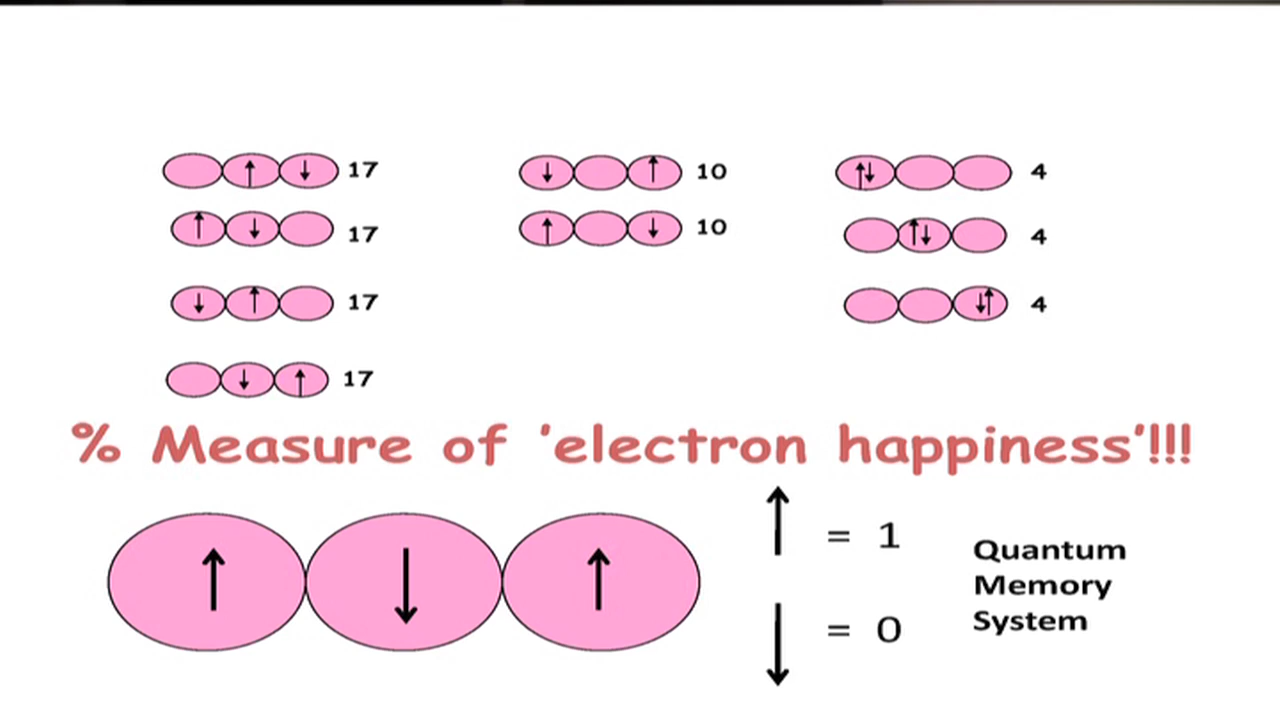 17
17
17
17
10
10
4
4
4
% Measure of 'electron happiness'!!!
= 1
= 0
Quantum
Memory
System